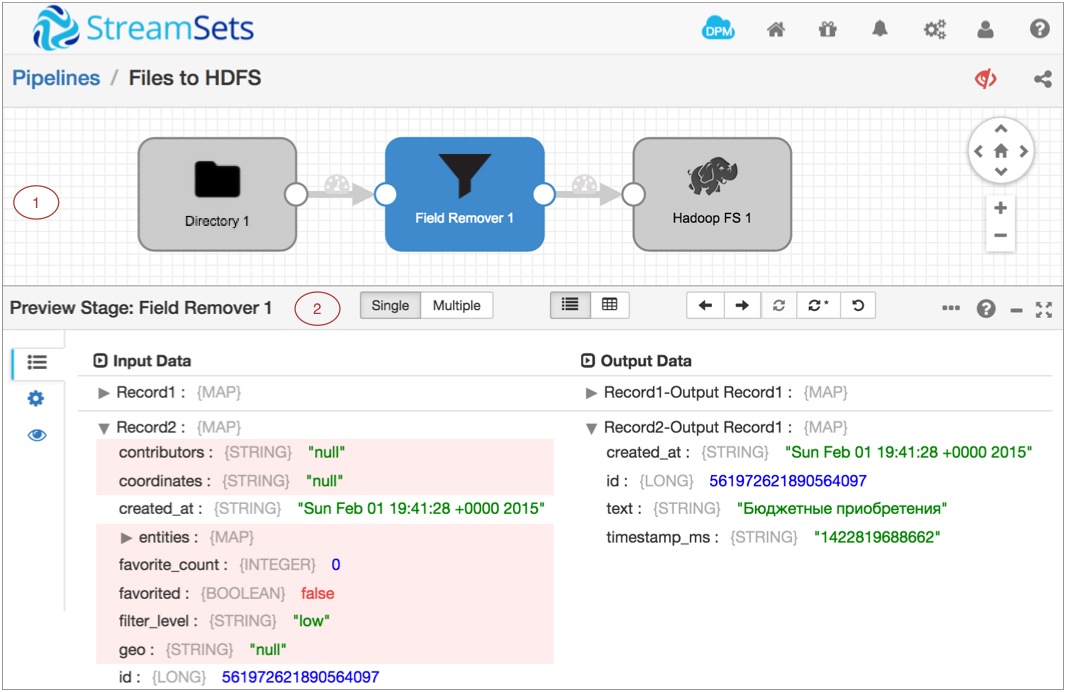 StreamSets
DPM
Pipelines / Files to HDFS
1
Directory 1
Field Remover 1
Hadoop FS 1
Preview Stage: Field Remover 1
2
Single Multiple
Input Data
Output Data
Record1 : {MAP}
Record1-Output Record1 : {MAP}
Record2 : {MAP}
Record2-Output Record1 : {MAP}
contributors : {STRING} "null"
created_at : {STRING} "Sun Feb 01 19:41:28 +0000 2015"
coordinates : {STRING} "null"
id : {LONG} 561972621890564097
created_at : {STRING} "Sun Feb 01 19:41:28 +0000 2015"
text : {STRING} "Бюджетные приобретения"
entities : {MAP}
timestamp_ms : {STRING} "1422819688662"
favorite_count : {INTEGER} 0
favorited : {BOOLEAN} false
filter_level : {STRING} "low"
geo : {STRING} "null"
id : {LONG} 561972621890564097